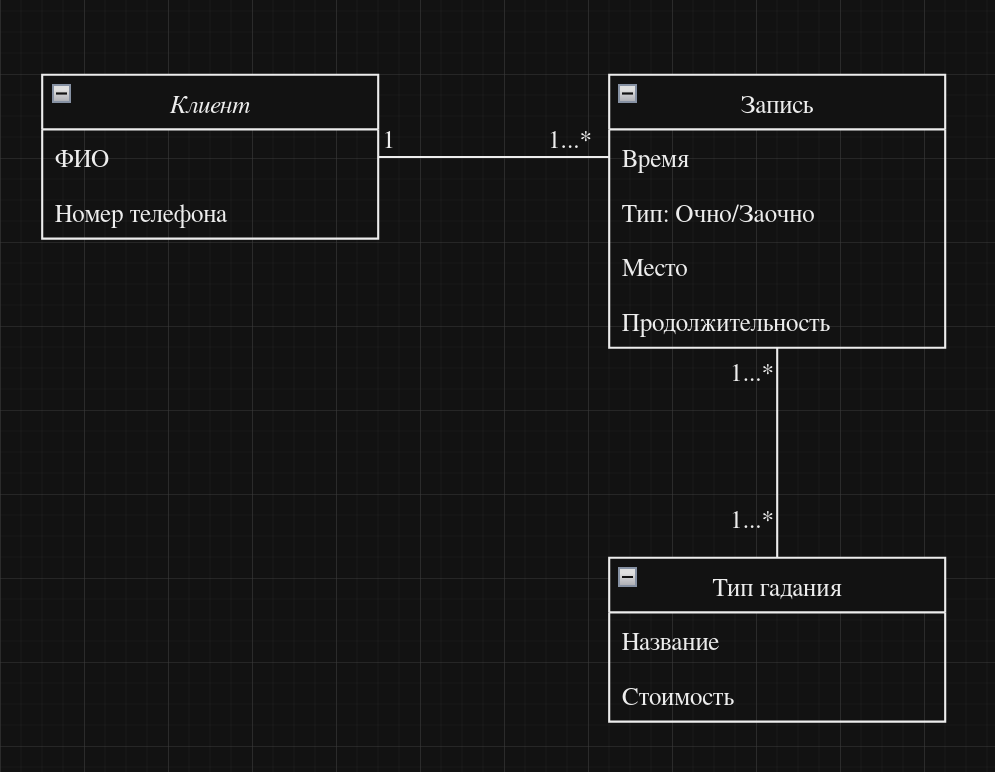 Клиент
ФИО
Номер телефона
1
1...*
Запись
Время
Тип: Очно/Заочно
Место
Продолжительность
1...*
1...*
Тип гадания
Название
Стоимость